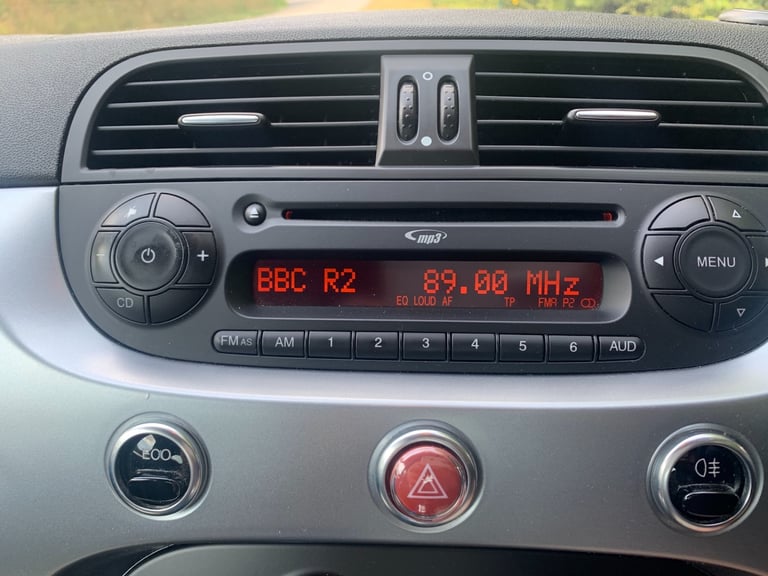 mp3
BBC R2 89.00 MHz
EQ LOUD AF TP FMA P2
+ CD MENU
FM AS AM 1 2 3 4 5 6 AUD
ECO